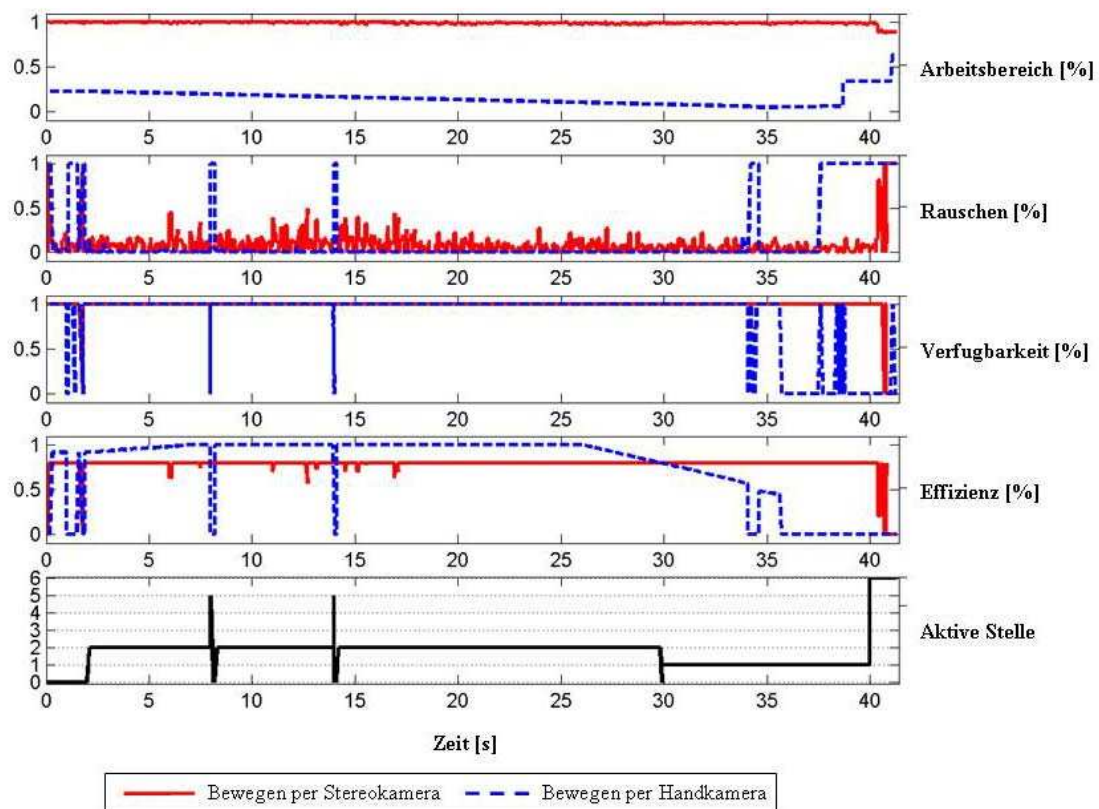 1
0.5
0
0 5 10 15 20 25 30 35 40
Arbeitsbereich [%]
1
0.5
0
0 5 10 15 20 25 30 35 40
Rauschen [%]
1
0.5
0
0 5 10 15 20 25 30 35 40
Verfugbarkeit [%]
1
0.5
0
0 5 10 15 20 25 30 35 40
Effizienz [%]
6
5
4
3
2
1
0
0 5 10 15 20 25 30 35 40
Aktive Stelle
Zeit [s]
Bewegen per Stereokamera Bewegen per Handkamera